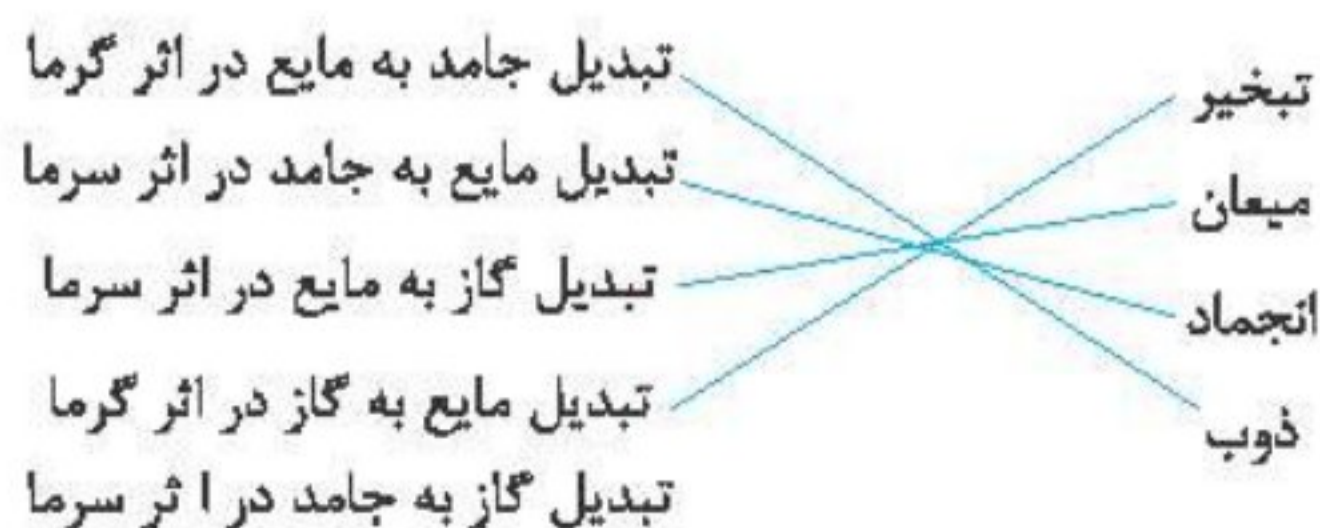 تبخیر
میعان
انجماد
ذوب
تبدیل جامد به مایع در اثر گرما
تبدیل مایع به جامد در اثر سرما
تبدیل گاز به مایع در اثر سرما
تبدیل مایع به گاز در اثر گرما
تبدیل گاز به جامد در ا ثر سرما